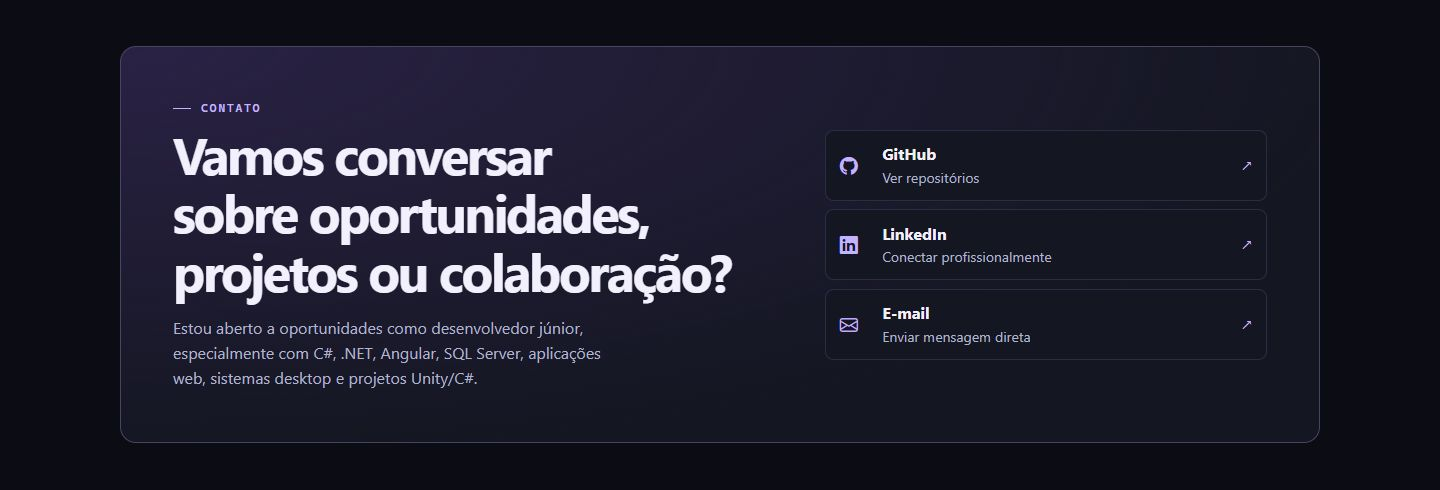 CONTATO
Vamos conversar
sobre oportunidades,
projetos ou colaboração?
Estou aberto a oportunidades como desenvolvedor júnior,
especialmente com C#, .NET, Angular, SQL Server, aplicações
web, sistemas desktop e projetos Unity/C#.
GitHub
Ver repositórios
↗
LinkedIn
Conectar profissionalmente
↗
E-mail
Enviar mensagem direta
↗